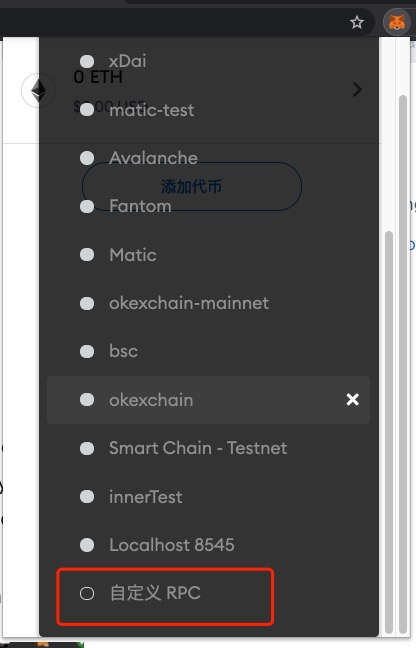 xDai
0 ETH
matic-test
Avalanche
添加代币
Fantom
Matic
okexchain-mainnet
bsc
okexchain
Smart Chain - Testnet
innerTest
Localhost 8545
自定义 RPC